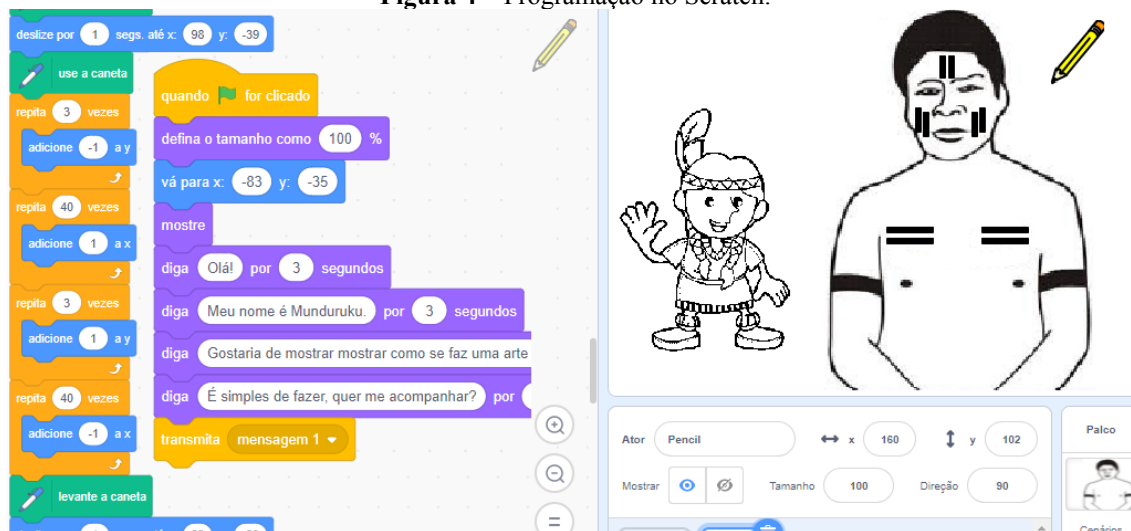 Figura 4 – Programação no Scratch.
deslize por 1 segs. até x: 98 y: -39
use a caneta
repita 3 vezes
adicione -1 a y
repita 40 vezes
adicione 1 a x
repita 3 vezes
adicione 1 a y
repita 40 vezes
adicione -1 a x
levante a caneta
quando for clicado
defina o tamanho como 100 %
vá para x: -83 y: -35
mostre
diga Olá! por 3 segundos
diga Meu nome é Munduruku. por 3 segundos
diga Gostaria de mostrar mostrar como se faz uma arte
diga É simples de fazer, quer me acompanhar? por
transmita mensagem 1
Ator Pencil x 160 y 102
Mostrar Tamanho 100 Direção 90
Palco
Cenários